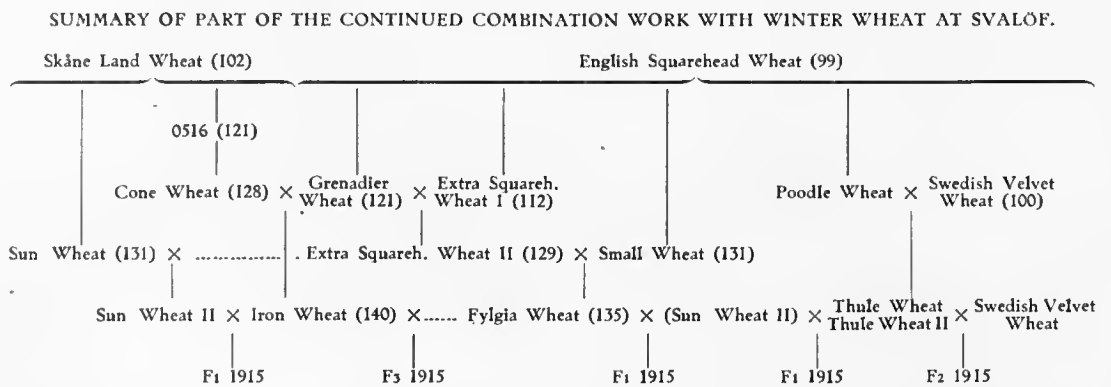 SUMMARY OF PART OF THE CONTINUED COMBINATION WORK WITH WINTER WHEAT AT SVALÖF.
Skåne Land Wheat (102) English Squarehead Wheat (99)
0516 (121)
Cone Wheat (128) × Grenadier Wheat (121) × Extra Squareh. Wheat I (112) Poodle Wheat × Swedish Velvet Wheat (100)
Sun Wheat (131) × ................. . Extra Squareh. Wheat II (129) × Small Wheat (131)
Sun Wheat II × Iron Wheat (140) ×...... Fylgia Wheat (135) × (Sun Wheat II) × Thule Wheat Thule Wheat II × Swedish Velvet Wheat
F1 1915 F3 1915 F1 1915 F1 1915 F2 1915